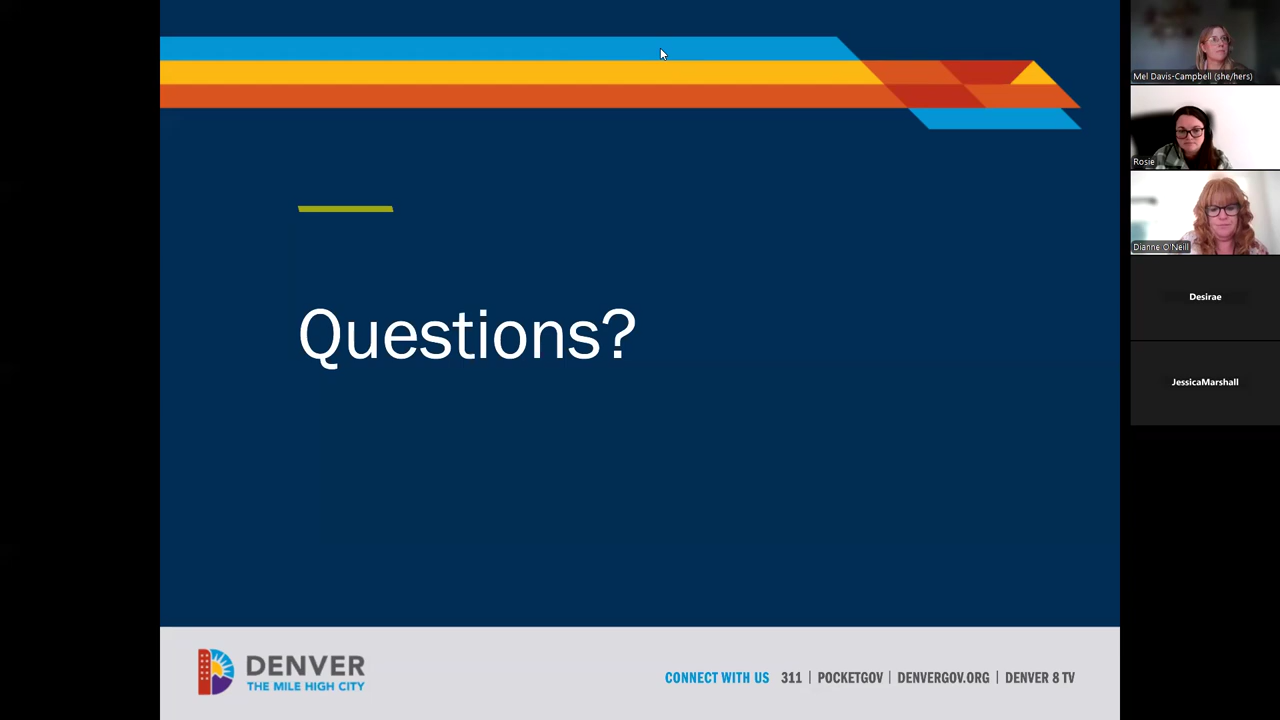 Questions?
DENVER
THE MILE HIGH CITY
CONNECT WITH US 311 | POCKETGOV | DENVERGOV.ORG | DENVER 8 TV
Mel Davis-Campbell (she/hers)
Rosie
Dianne O'Neill
Desirae
JessicaMarshall